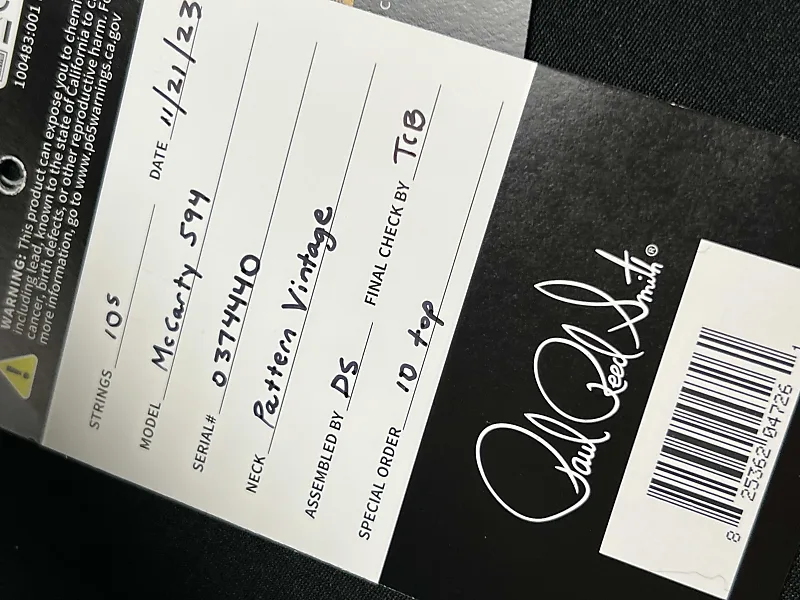 100483:001
WARNING: This product can expose you to chemi
including lead, known to the state of California to c
cancer, birth defects, or other reproductive harm. Fo
more information, go to www.p65warnings.ca.gov
STRINGS 10s DATE 11/21/23
MODEL McCarty 594
SERIAL# 0374440
NECK Pattern Vintage
ASSEMBLED BY DS FINAL CHECK BY TCB
SPECIAL ORDER 10 top
Paul Reed Smith®
8 25362 04726 1